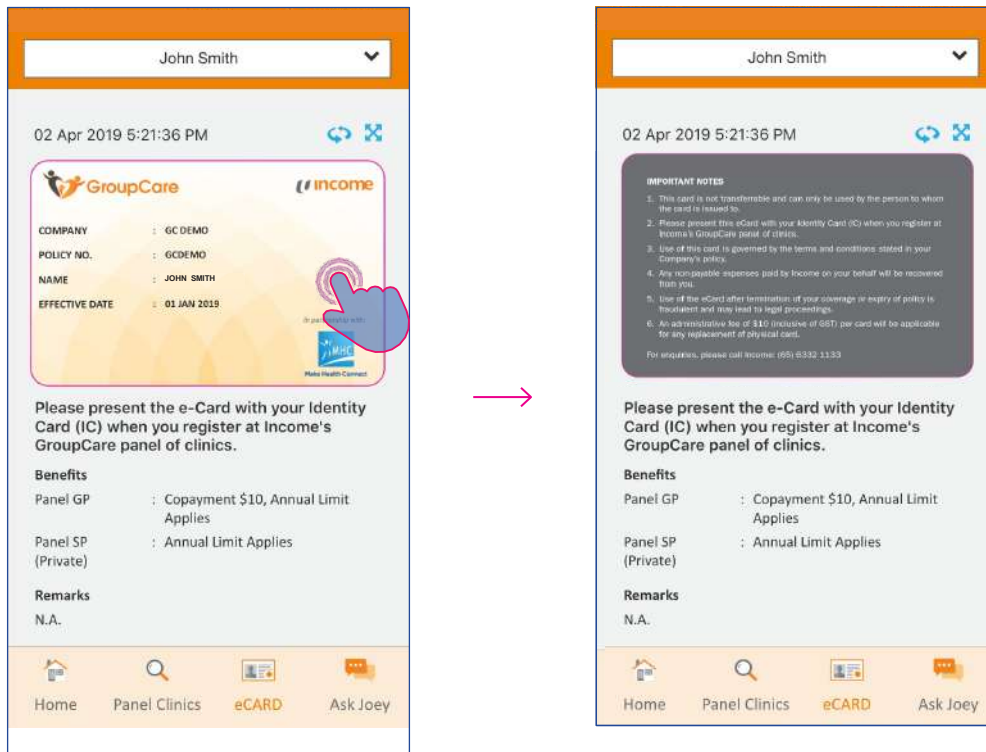 John Smith
02 Apr 2019 5:21:36 PM
GroupCare
income
COMPANY : GC DEMO
POLICY NO. : GCDEMO
NAME : JOHN SMITH
EFFECTIVE DATE : 01 JAN 2019
In partnership with
MHC
Make Health Connect
Please present the e-Card with your Identity
Card (IC) when you register at Income's
GroupCare panel of clinics.
Benefits
Panel GP : Copayment $10, Annual Limit
Applies
Panel SP : Annual Limit Applies
(Private)
Remarks
N.A.
Home Panel Clinics eCARD Ask Joey
John Smith
02 Apr 2019 5:21:36 PM
IMPORTANT NOTES
1. This card is not transferrable and can only be used by the person to whom
the card is issued to.
2. Please present this eCard with your Identity Card (IC) when you register at
Income's GroupCare panel of clinics.
3. Use of this card is governed by the terms and conditions stated in your
Company's policy.
4. Any non-payable expenses paid by Income on your behalf will be recovered
from you.
5. Use of the eCard after termination of your coverage or expiry of policy is
fraudulent and may lead to legal proceedings.
6. An administrative fee of $10 (inclusive of GST) per card will be applicable
for any replacement of physical card.
For enquiries, please call Income: (65) 6332 1133
Please present the e-Card with your Identity
Card (IC) when you register at Income's
GroupCare panel of clinics.
Benefits
Panel GP : Copayment $10, Annual Limit
Applies
Panel SP : Annual Limit Applies
(Private)
Remarks
N.A.
Home Panel Clinics eCARD Ask Joey